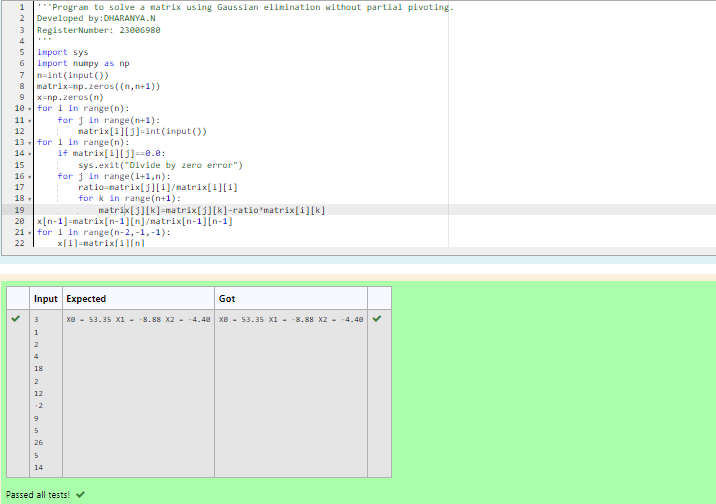 1 '''Program to solve a matrix using Gaussian elimination without partial pivoting.
2 Developed by:DHARANYA.N
3 RegisterNumber: 23006980
4 '''
5 import sys
6 import numpy as np
7 n=int(input())
8 matrix=np.zeros((n,n+1))
9 x=np.zeros(n)
10 for i in range(n):
11 for j in range(n+1):
12 matrix[i][j]=int(input())
13 for i in range(n):
14 if matrix[i][j]==0.0:
15 sys.exit("Divide by zero error")
16 for j in range(i+1,n):
17 ratio=matrix[j][i]/matrix[i][i]
18 for k in range(n+1):
19 matrix[j][k]=matrix[j][k]-ratio*matrix[i][k]
20 x[n-1]=matrix[n-1][n]/matrix[n-1][n-1]
21 for i in range(n-2,-1,-1):
22 x[i]=matrix[i][n]
Input Expected Got
3 X0 = 53.35 X1 = -8.88 X2 = -4.40 X0 = 53.35 X1 = -8.88 X2 = -4.40
1
2
4
18
2
12
-2
9
5
26
5
14
Passed all tests!